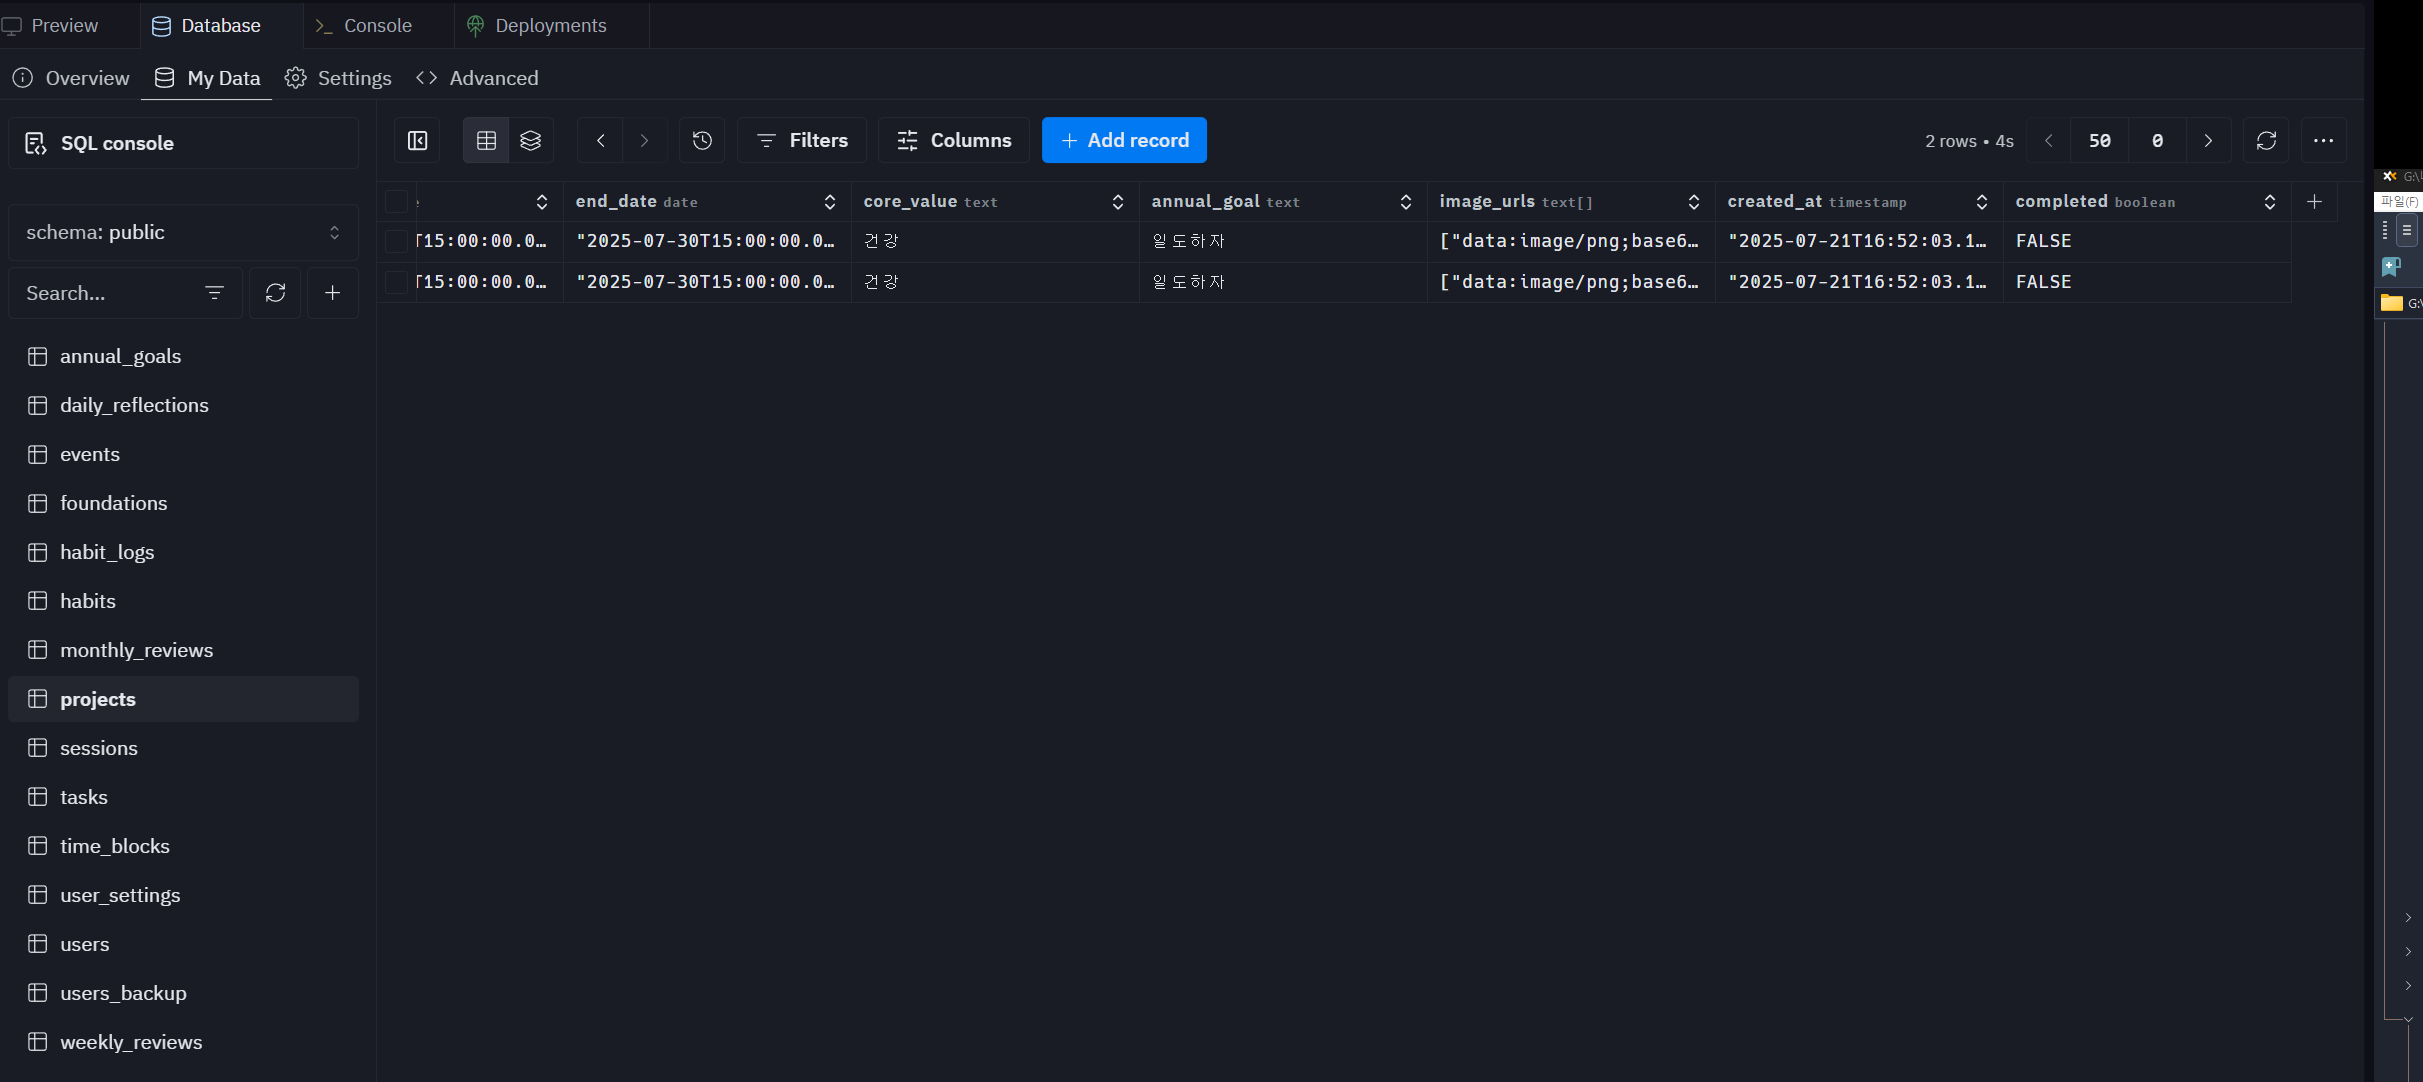 Preview Database Console Deployments
Overview My Data Settings Advanced
SQL console
Filters Columns + Add record 2 rows • 4s 50 0
schema: public
Search...
annual_goals
daily_reflections
events
foundations
habit_logs
habits
monthly_reviews
projects
sessions
tasks
time_blocks
user_settings
users
users_backup
weekly_reviews
end_date date core_value text annual_goal text image_urls text[] created_at timestamp completed boolean
T15:00:00.0… "2025-07-30T15:00:00.0… 건강 일도하자 ["data:image/png;base6… "2025-07-21T16:52:03.1… FALSE
T15:00:00.0… "2025-07-30T15:00:00.0… 건강 일도하자 ["data:image/png;base6… "2025-07-21T16:52:03.1… FALSE
G:\
파일(F)
G:\